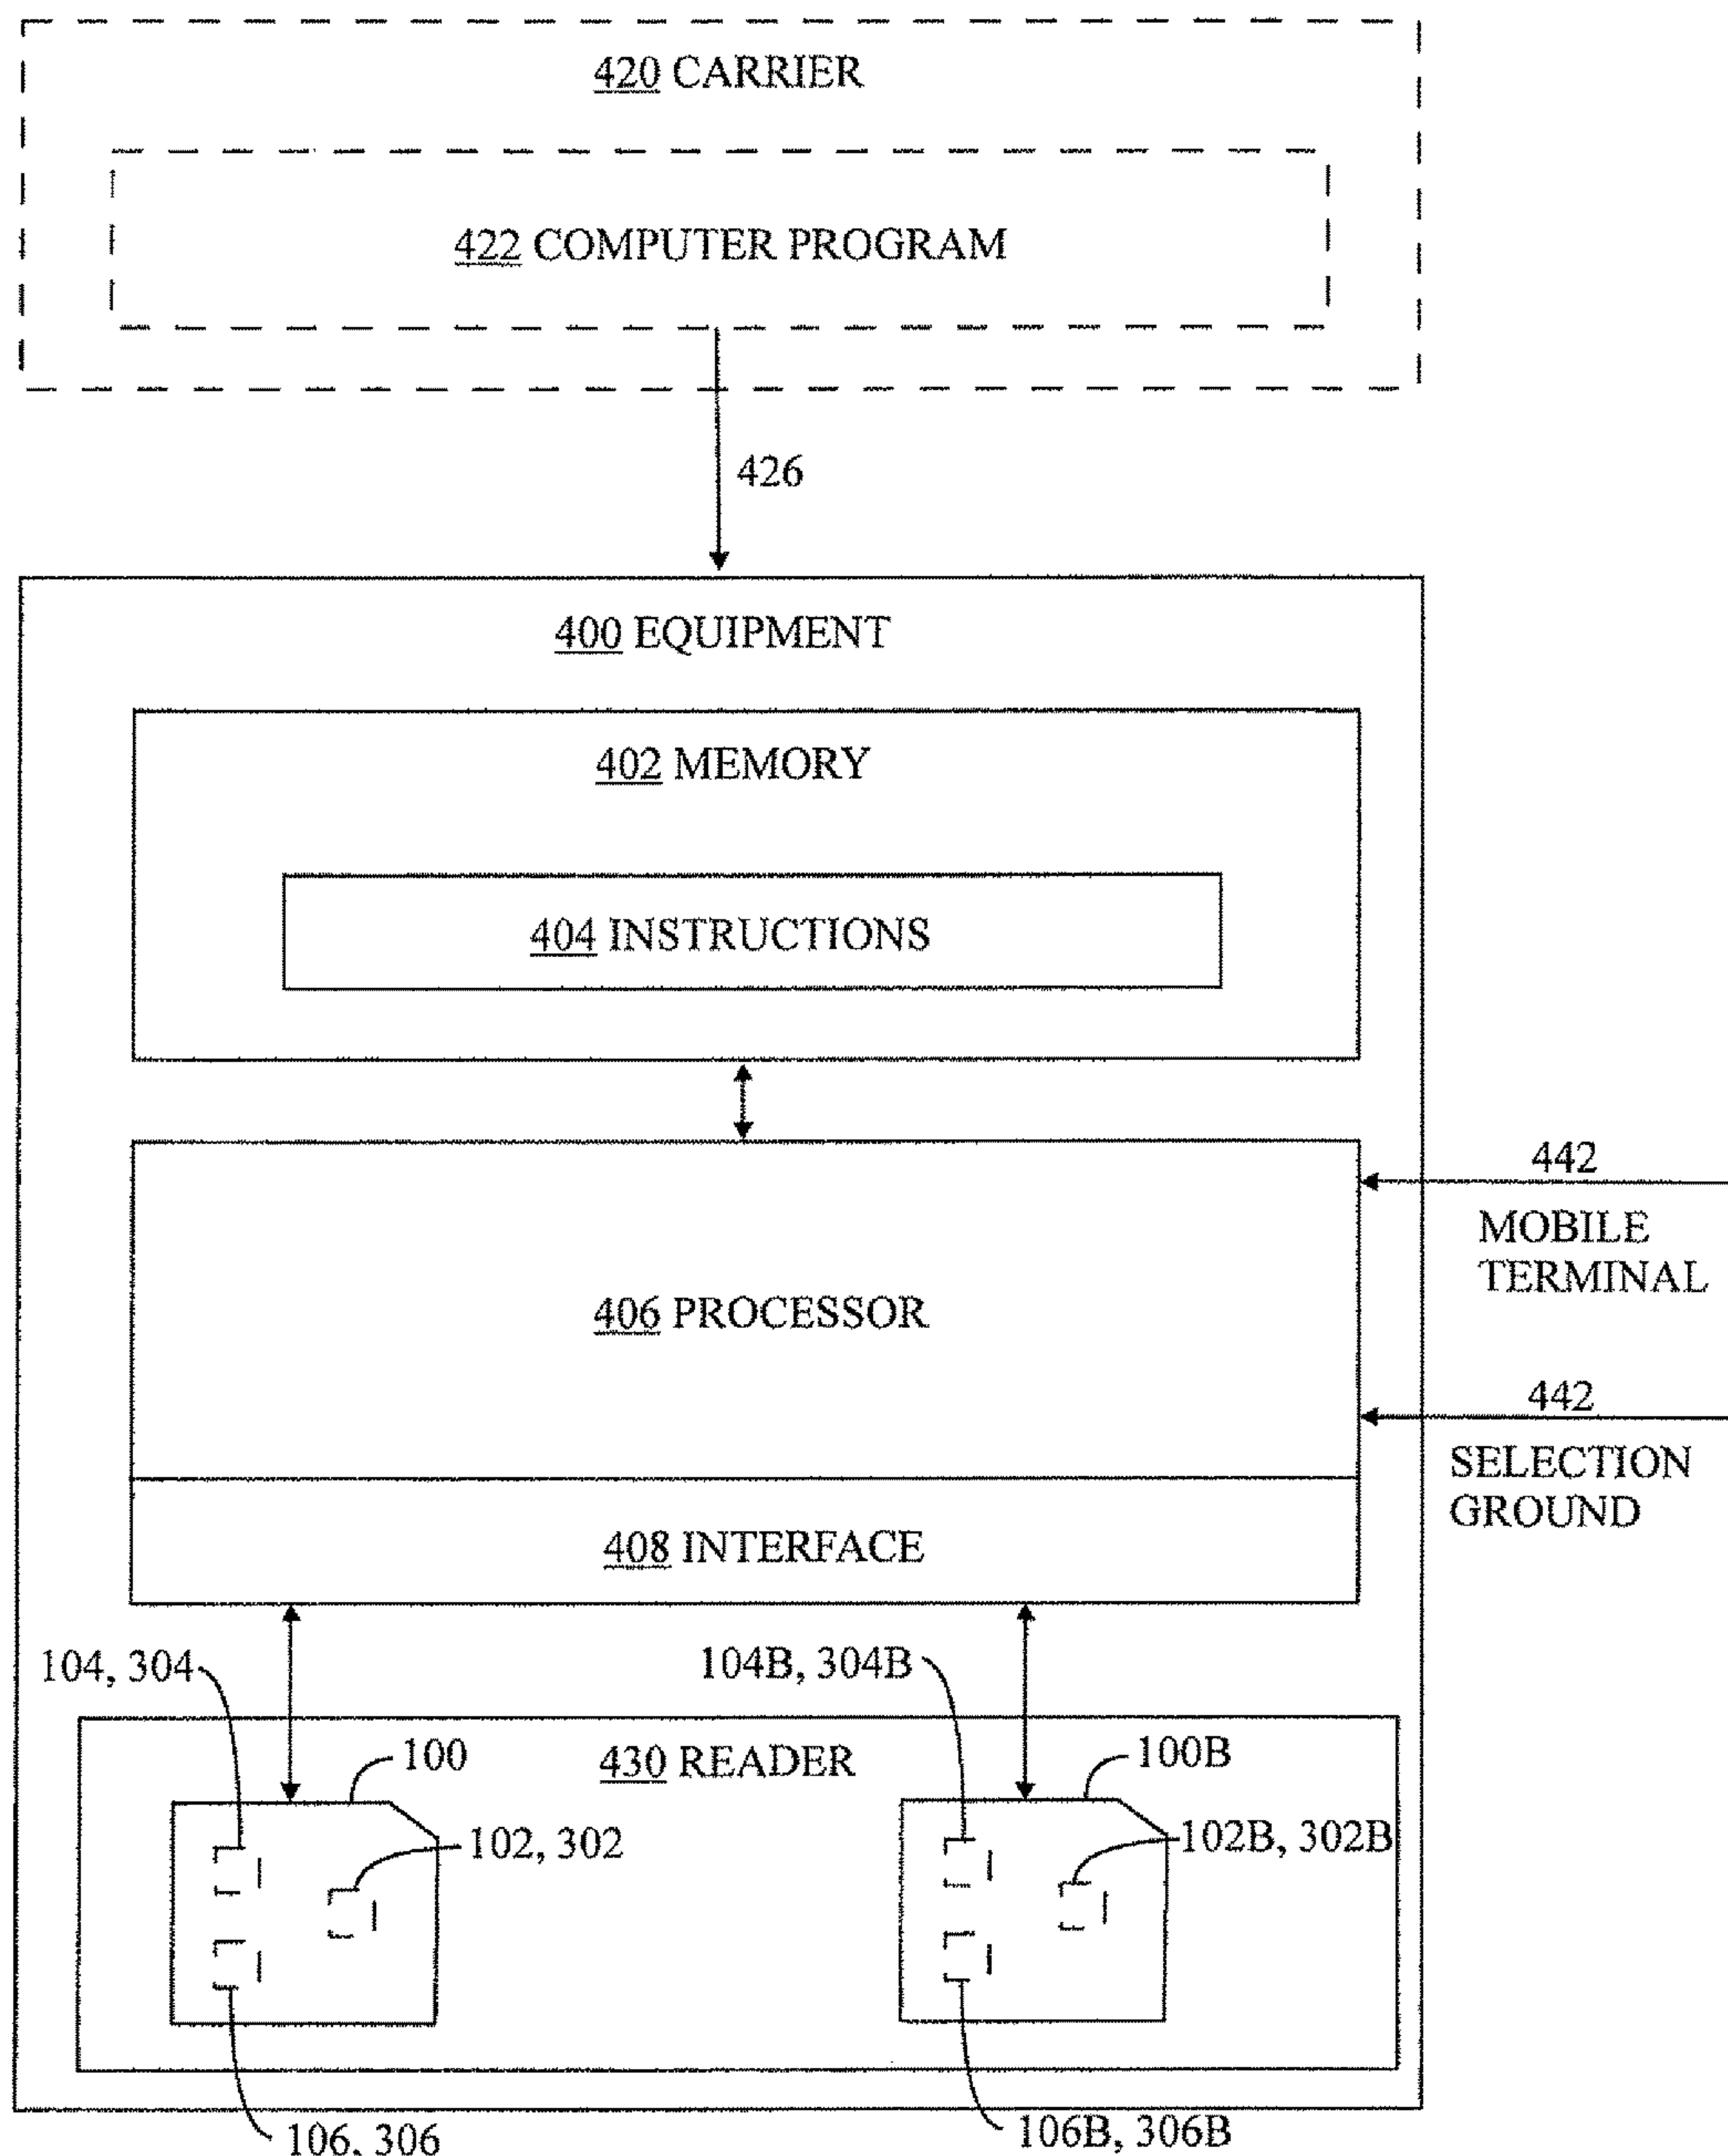 420 CARRIER
422 COMPUTER PROGRAM
426
400 EQUIPMENT
402 MEMORY
404 INSTRUCTIONS
442
MOBILE
TERMINAL
406 PROCESSOR
442
SELECTION
GROUND
408 INTERFACE
104, 304
104B, 304B
430 READER
100
100B
102, 302
102B, 302B
106, 306
106B, 306B